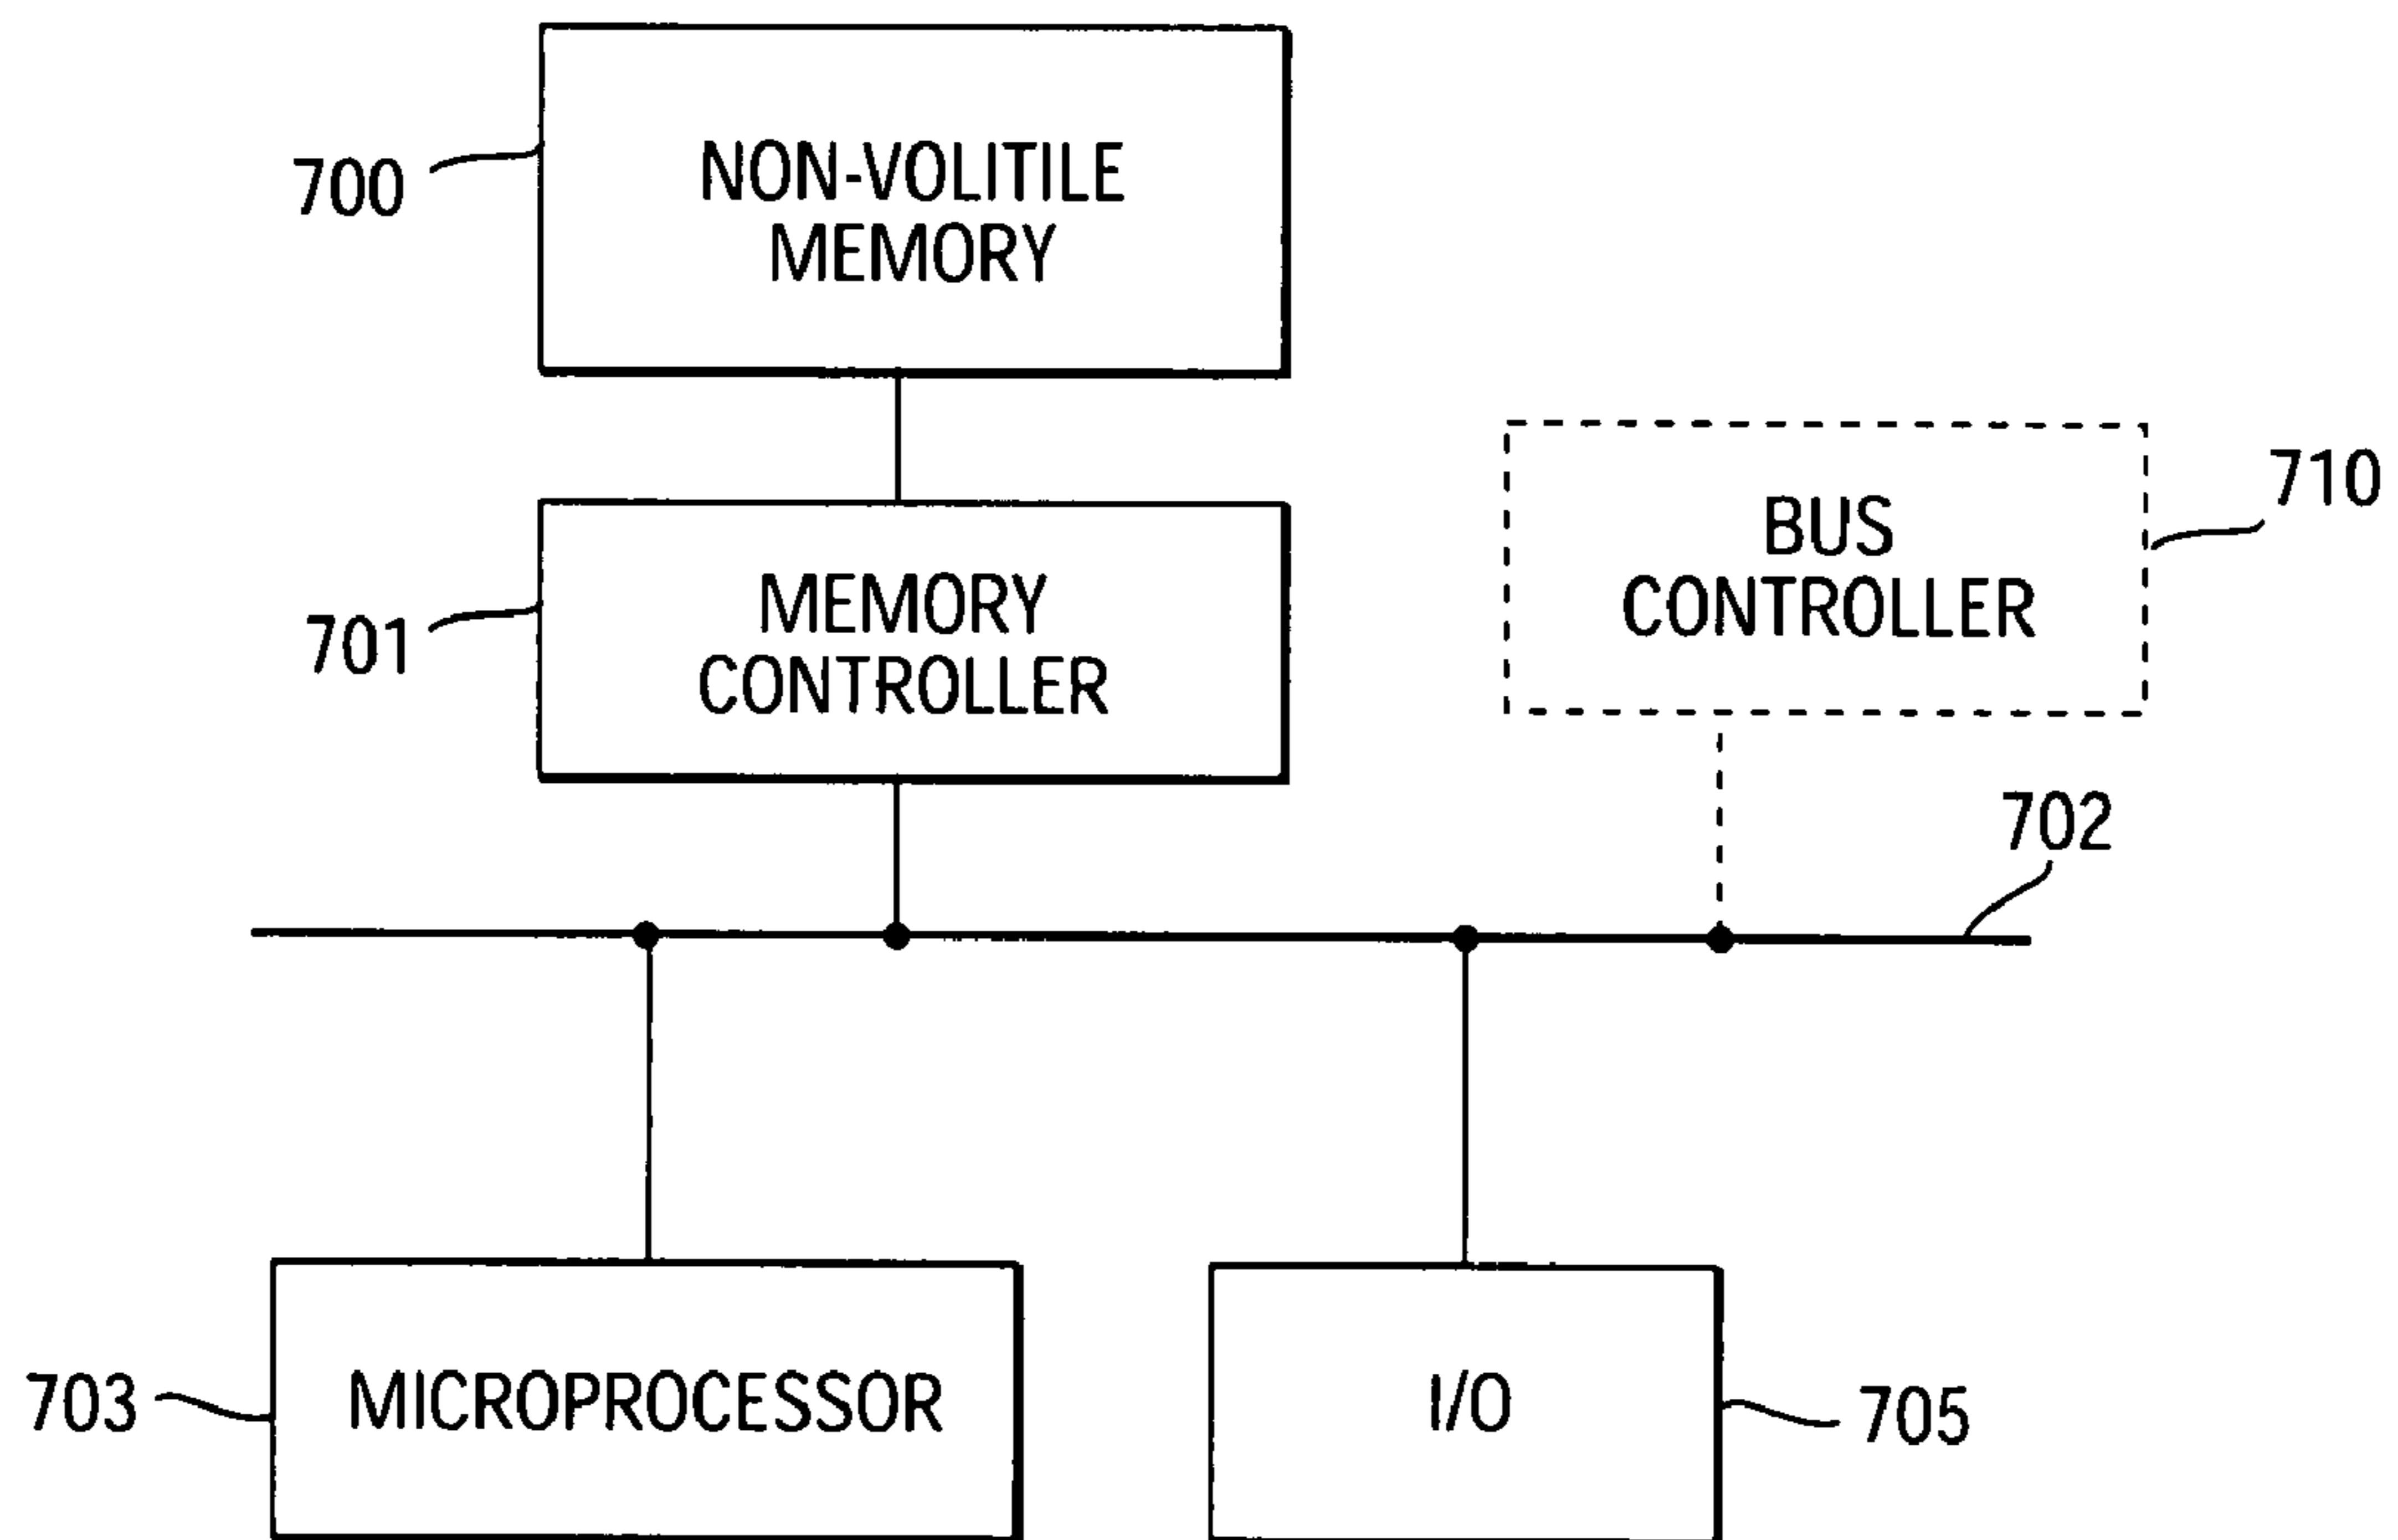 NON-VOLITILE
MEMORY
700
BUS
CONTROLLER
710
MEMORY
CONTROLLER
701
702
MICROPROCESSOR
703
I/O
705